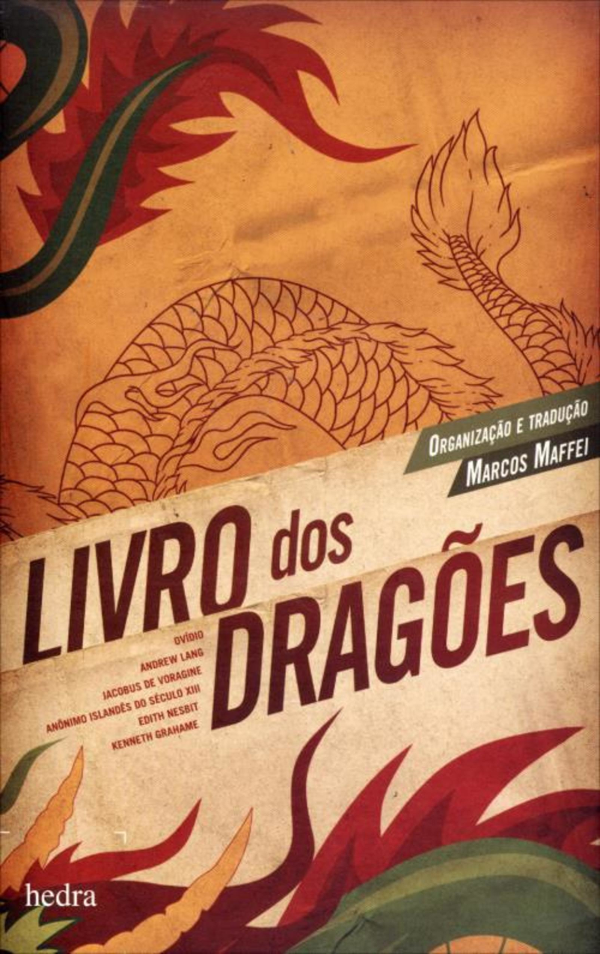 ORGANIZAÇÃO E TRADUÇÃO
MARCOS MAFFEI
LIVRO dos
DRAGÕES
OVÍDIO
ANDREW LANG
JACOBUS DE VORAGINE
ANÔNIMO ISLANDÊS DO SÉCULO XIII
EDITH NESBIT
KENNETH GRAHAME
hedra